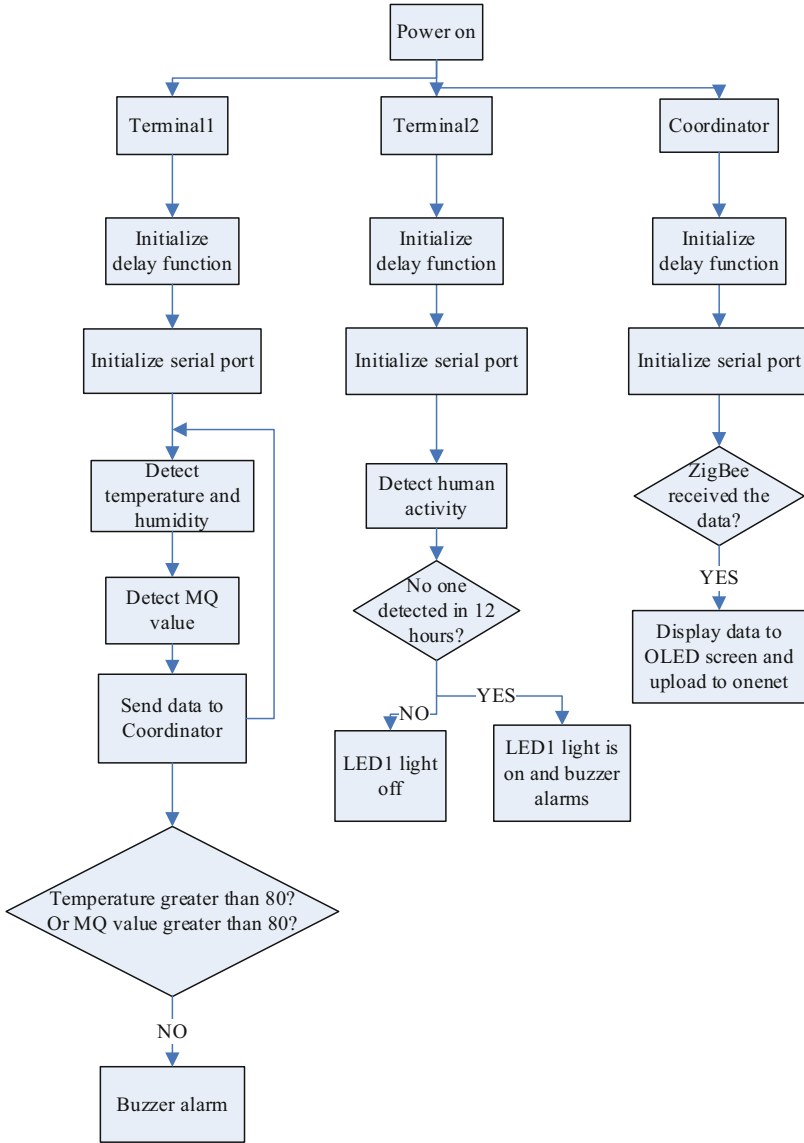 Power on
Terminal1
Terminal2
Coordinator
Initialize
delay function
Initialize
delay function
Initialize
delay function
Initialize serial port
Initialize serial port
Initialize serial port
Detect
temperature and
humidity
Detect human
activity
ZigBee
received the
data?
YES
Detect MQ
value
No one
detected in 12
hours?
Display data to
OLED screen and
upload to onenet
Send data to
Coordinator
NO
YES
LED1 light
off
LED1 light is
on and buzzer
alarms
Temperature greater than 80?
Or MQ value greater than 80?
NO
Buzzer alarm